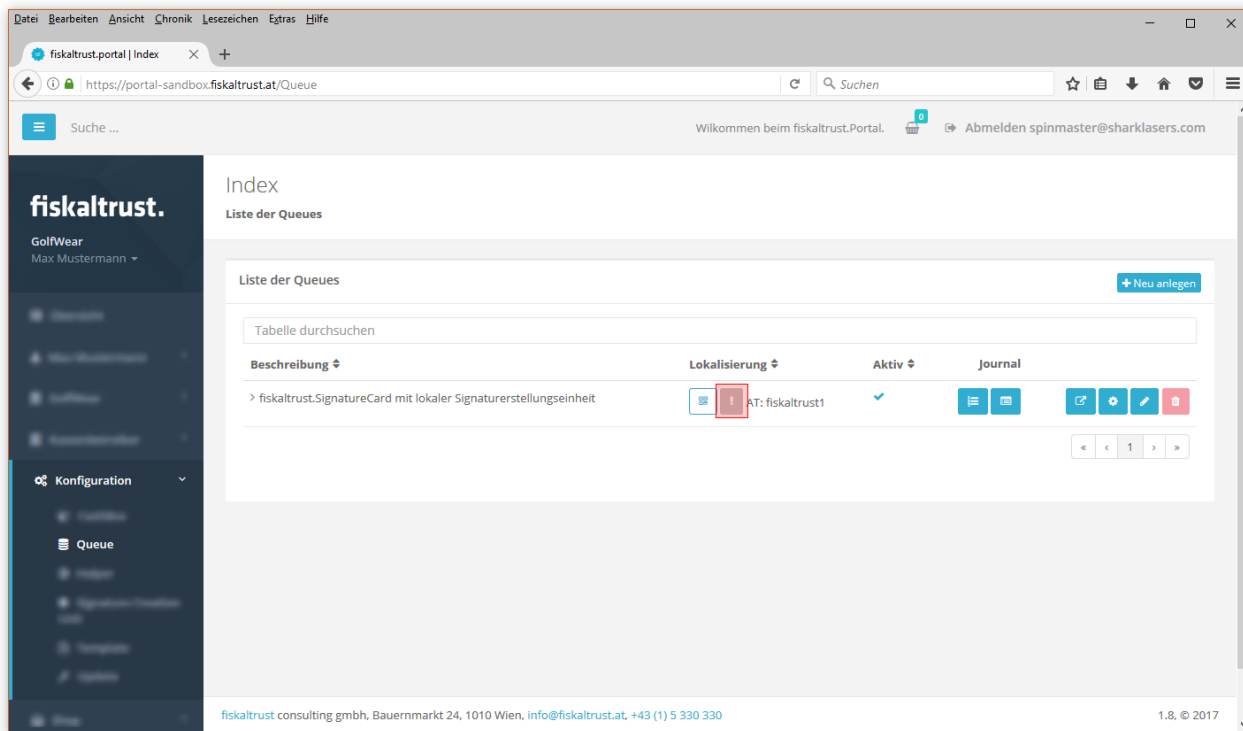 Datei Bearbeiten Ansicht Chronik Lesezeichen Extras Hilfe
fiskaltrust.portal | Index
https://portal-sandbox.fiskaltrust.at/Queue
Suchen
Suche ...
Wilkommen beim fiskaltrust.Portal.
0
Abmelden spinmaster@sharklasers.com
fiskaltrust.
GolfWear
Max Mustermann
Index
Liste der Queues
Liste der Queues
Neu anlegen
Tabelle durchsuchen
Beschreibung Lokalisierung Aktiv Journal
> fiskaltrust.SignatureCard mit lokaler Signaturerstellungseinheit ! AT: fiskaltrust1
« ‹ 1 › »
Konfiguration
Queue
fiskaltrust consulting gmbh, Bauernmarkt 24, 1010 Wien, info@fiskaltrust.at, +43 (1) 5 330 330
1.8, © 2017